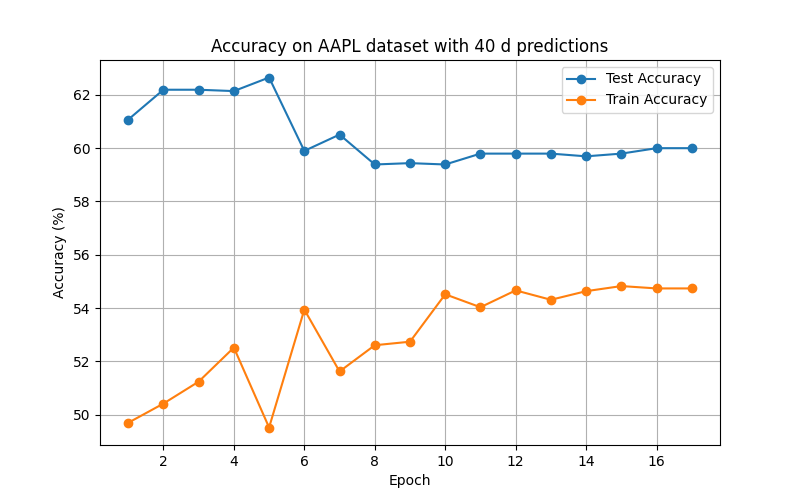 Accuracy on AAPL dataset with 40 d predictions
Test Accuracy
Train Accuracy
Accuracy (%)
62
60
58
56
54
52
50
2 4 6 8 10 12 14 16
Epoch